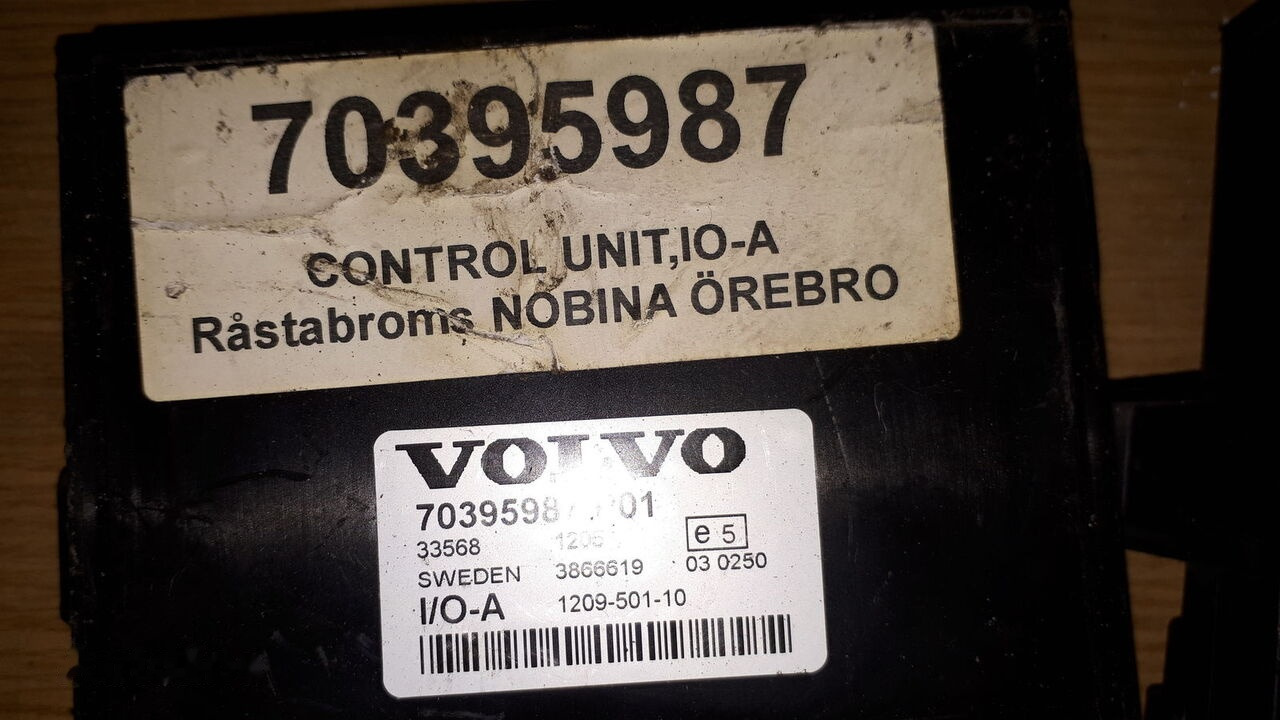 70395987
CONTROL UNIT,IO-A
Råstabroms NOBINA ÖREBRO
VOLVO
33568
e 5
SWEDEN 3866619 03 0250
I/O-A 1209-501-10